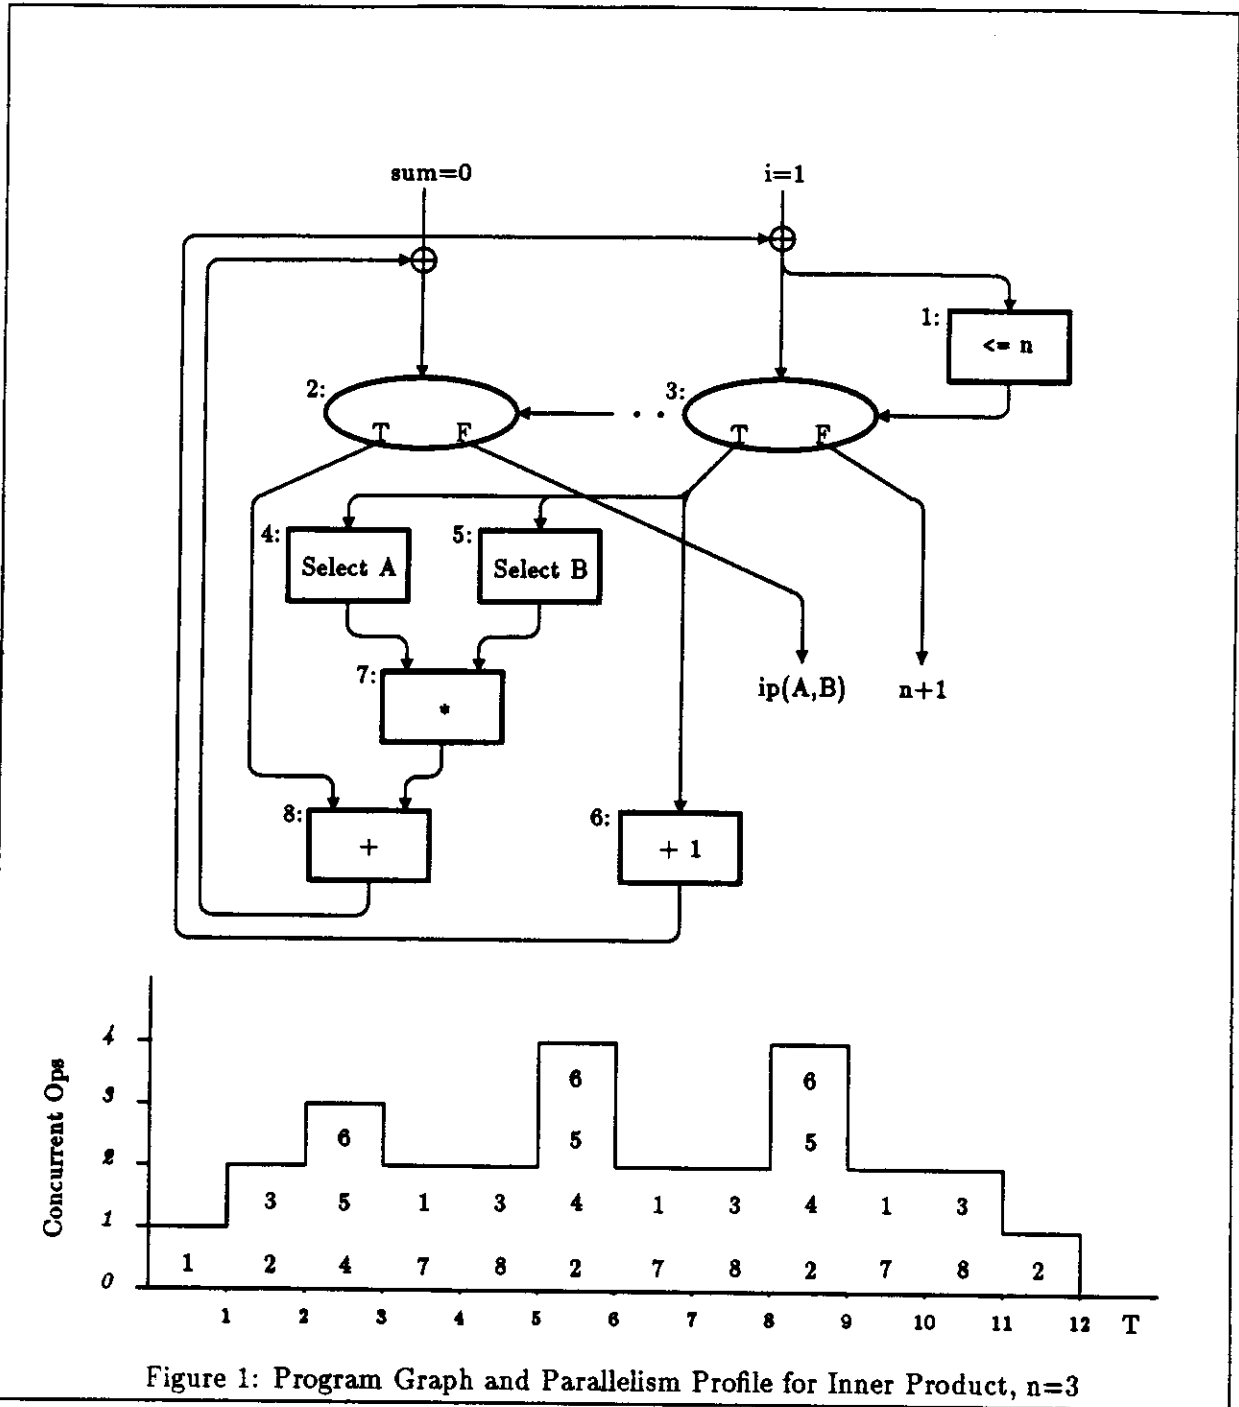 sum=0 i=1
1:
<= n
2: 3:
T F T F
4: 5:
Select A Select B
7: ip(A,B) n+1
*
8: 6:
+ + 1
Concurrent Ops
4
3
2
1
0
6 6 6
5 5
3 5 1 3 4 1 3 4 1 3
1 2 4 7 8 2 7 8 2 7 8 2
1 2 3 4 5 6 7 8 9 10 11 12 T
Figure 1: Program Graph and Parallelism Profile for Inner Product, n=3